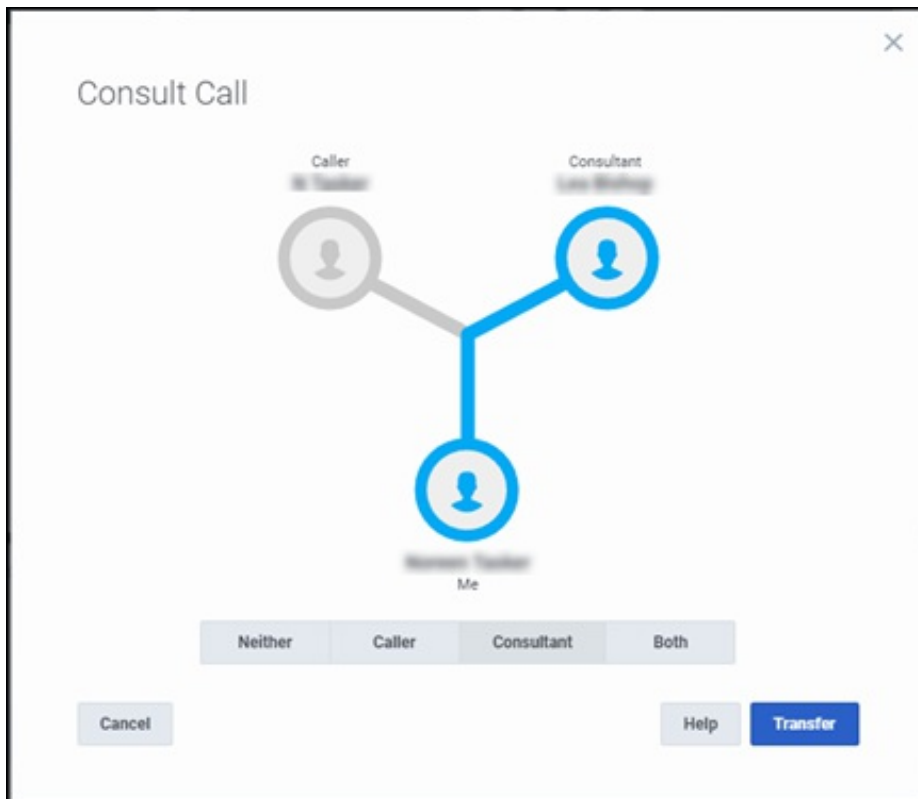 Consult Call
Caller
Consultant
Me
Neither
Caller
Consultant
Both
Cancel
Help
Transfer